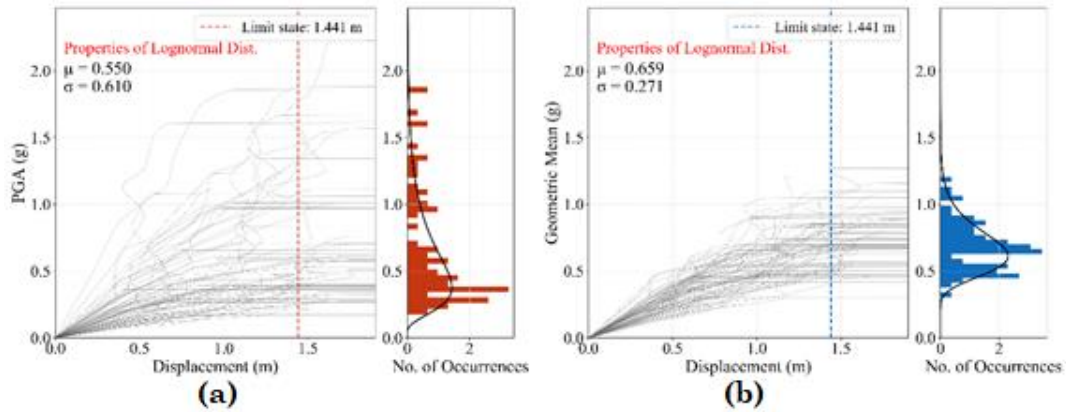 Limit state: 1.441 m
Properties of Lognormal Dist.
μ = 0.550
σ = 0.610
PGA (g)
2.0
1.5
1.0
0.5
0.0
0.0 0.5 1.0 1.5
Displacement (m)
0 2
No. of Occurrences
(a)
Limit state: 1.441 m
Properties of Lognormal Dist.
μ = 0.659
σ = 0.271
Geometric Mean (g)
2.0
1.5
1.0
0.5
0.0
0.0 0.5 1.0 1.5
Displacement (m)
0 2
No. of Occurrences
(b)